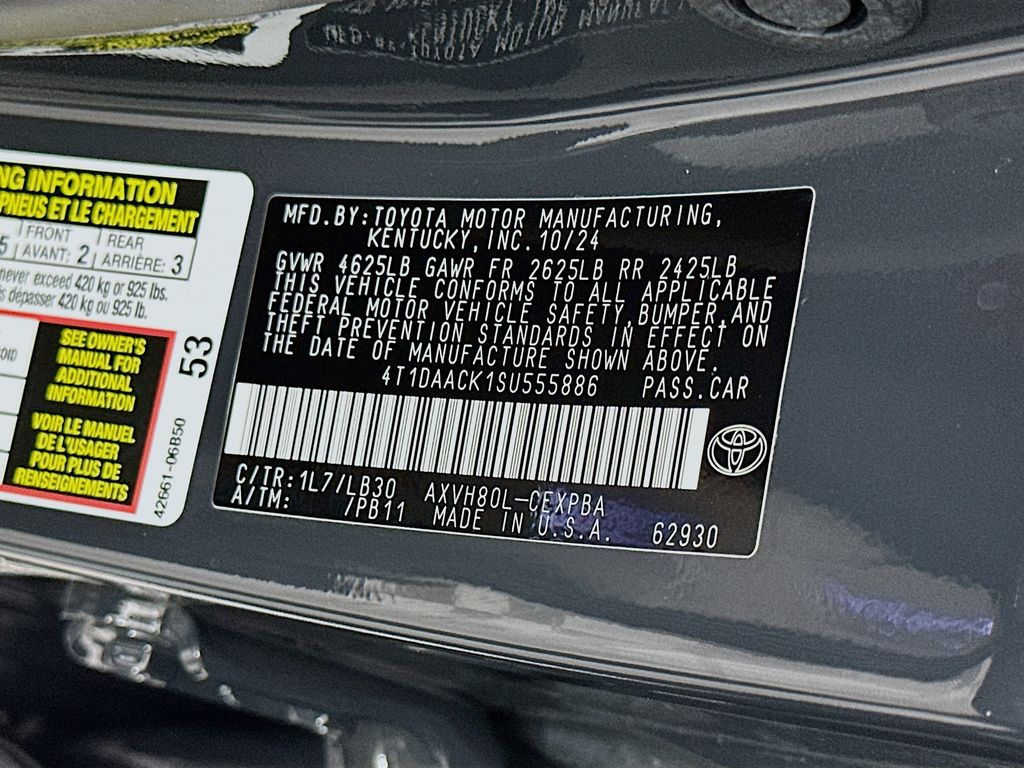 NG INFORMATION
PNEUS ET LE CHARGEMENT
5 FRONT REAR
AVANT: 2 ARRIÈRE: 3
never exceed 420 kg or 925 lbs.
dépasser 420 kg ou 925 lb.
SEE OWNER'S
MANUAL FOR
ADDITIONAL
INFORMATION
VOIR LE MANUEL
DE L'USAGER
POUR PLUS DE
RENSEIGNEMENTS
53
42661-06B50
MFD.BY:TOYOTA MOTOR MANUFACTURING,
KENTUCKY,INC.10/24
GVWR 4625LB GAWR FR 2625LB RR 2425LB
THIS VEHICLE CONFORMS TO ALL APPLICABLE
FEDERAL MOTOR VEHICLE SAFETY,BUMPER,AND
THEFT PREVENTION STANDARDS IN EFFECT ON
THE DATE OF MANUFACTURE SHOWN ABOVE.
4T1DAACK1SU555886 PASS.CAR
C/TR:1L7/LB30 AXVH80L-CEXPBA
A/TM: /PB11 MADE IN U.S.A. 62930